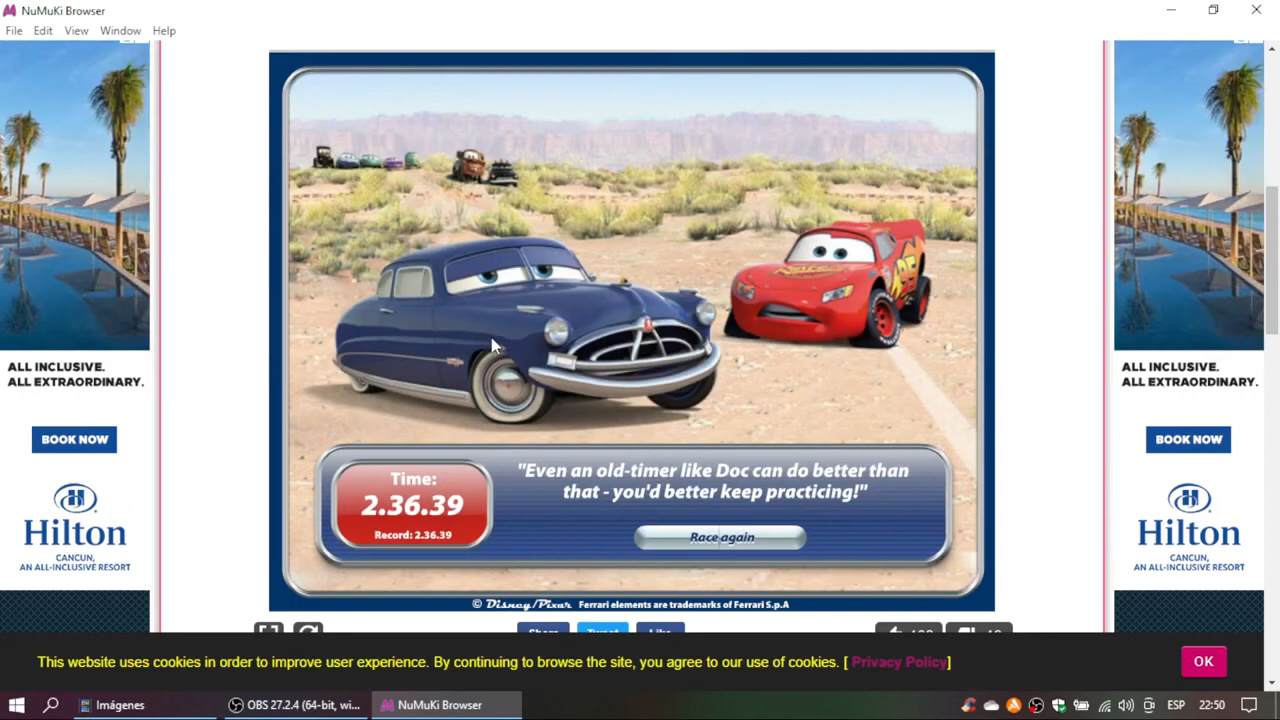 NuMuKi Browser
File Edit View Window Help
ALL INCLUSIVE.
ALL EXTRAORDINARY.
BOOK NOW
Hilton
CANCUN,
AN ALL-INCLUSIVE RESORT
95
Time:
2.36.39
Record: 2.36.39
"Even an old-timer like Doc can do better than
that - you'd better keep practicing!"
Race again
© Disney/Pixar Ferrari elements are trademarks of Ferrari S.p.A
Share Tweet Like
ALL INCLUSIVE.
ALL EXTRAORDINARY.
BOOK NOW
Hilton
CANCUN,
AN ALL-INCLUSIVE RESORT
This website uses cookies in order to improve user experience. By continuing to browse the site, you agree to our use of cookies. [ Privacy Policy]
OK
Imágenes
OBS 27.2.4 (64-bit, wi...
NuMuKi Browser
ESP 22:50